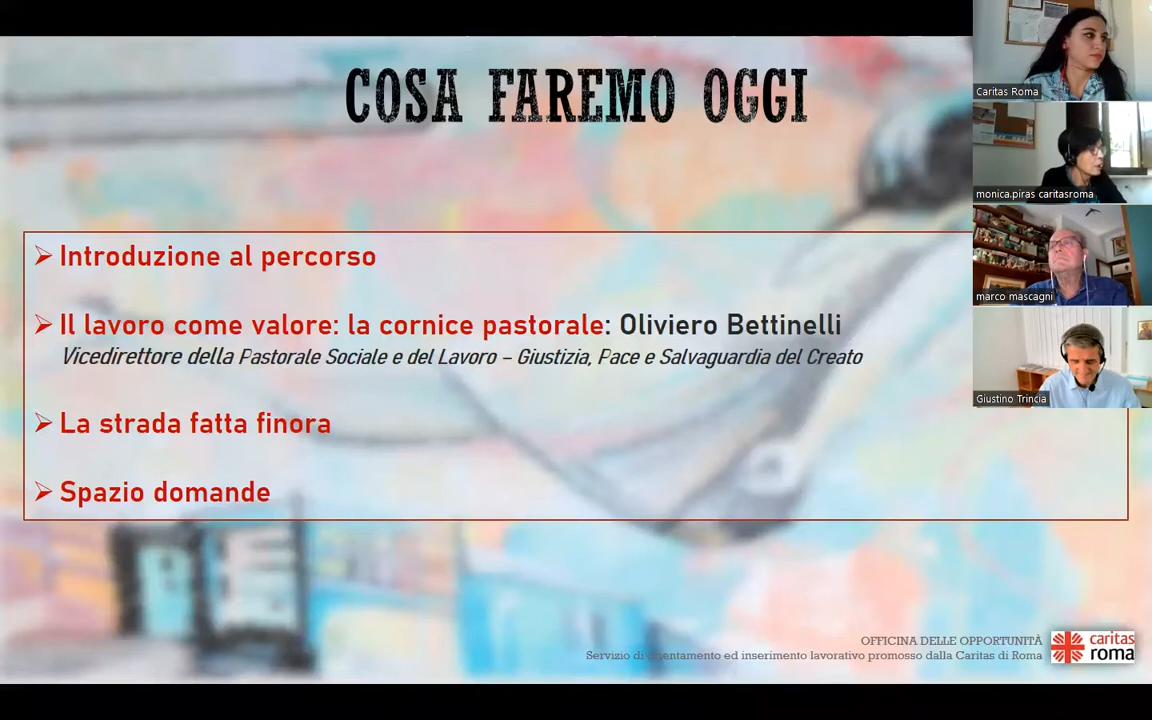 COSA FAREMO OGGI
Introduzione al percorso
Il lavoro come valore: la cornice pastorale: Oliviero Bettinelli
Vicedirettore della Pastorale Sociale e del Lavoro – Giustizia, Pace e Salvaguardia del Creato
La strada fatta finora
Spazio domande
Caritas Roma
monica.piras caritasroma
marco mascagni
Giustino Trincia
OFFICINA DELLE OPPORTUNITÀ
Servizio di orientamento ed inserimento lavorativo promosso dalla Caritas di Roma
caritas
roma